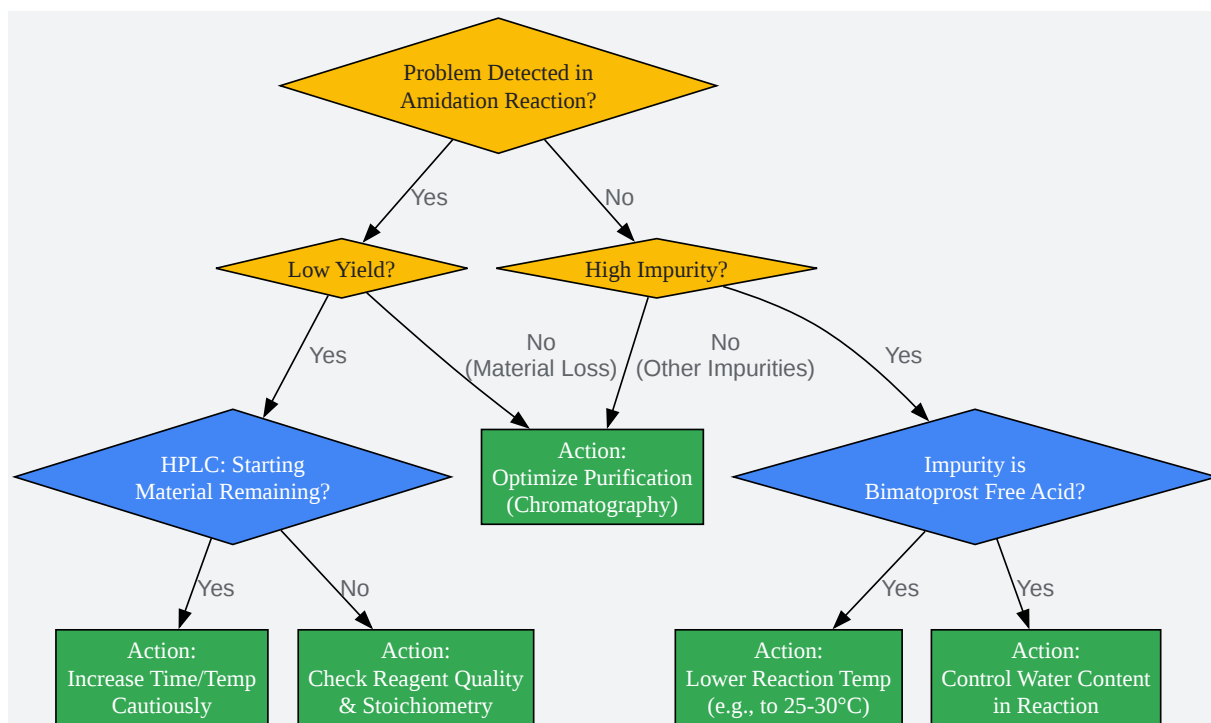 Problem Detected in
Amidation Reaction?
Yes
No
Low Yield?
High Impurity?
Yes
No
(Material Loss)
No
(Other Impurities)
Yes
HPLC: Starting
Material Remaining?
Action:
Optimize Purification
(Chromatography)
Impurity is
Bimatoprost Free Acid?
Yes
No
Yes
Yes
Action:
Increase Time/Temp
Cautiously
Action:
Check Reagent Quality
& Stoichiometry
Action:
Lower Reaction Temp
(e.g., to 25-30°C)
Action:
Control Water Content
in Reaction